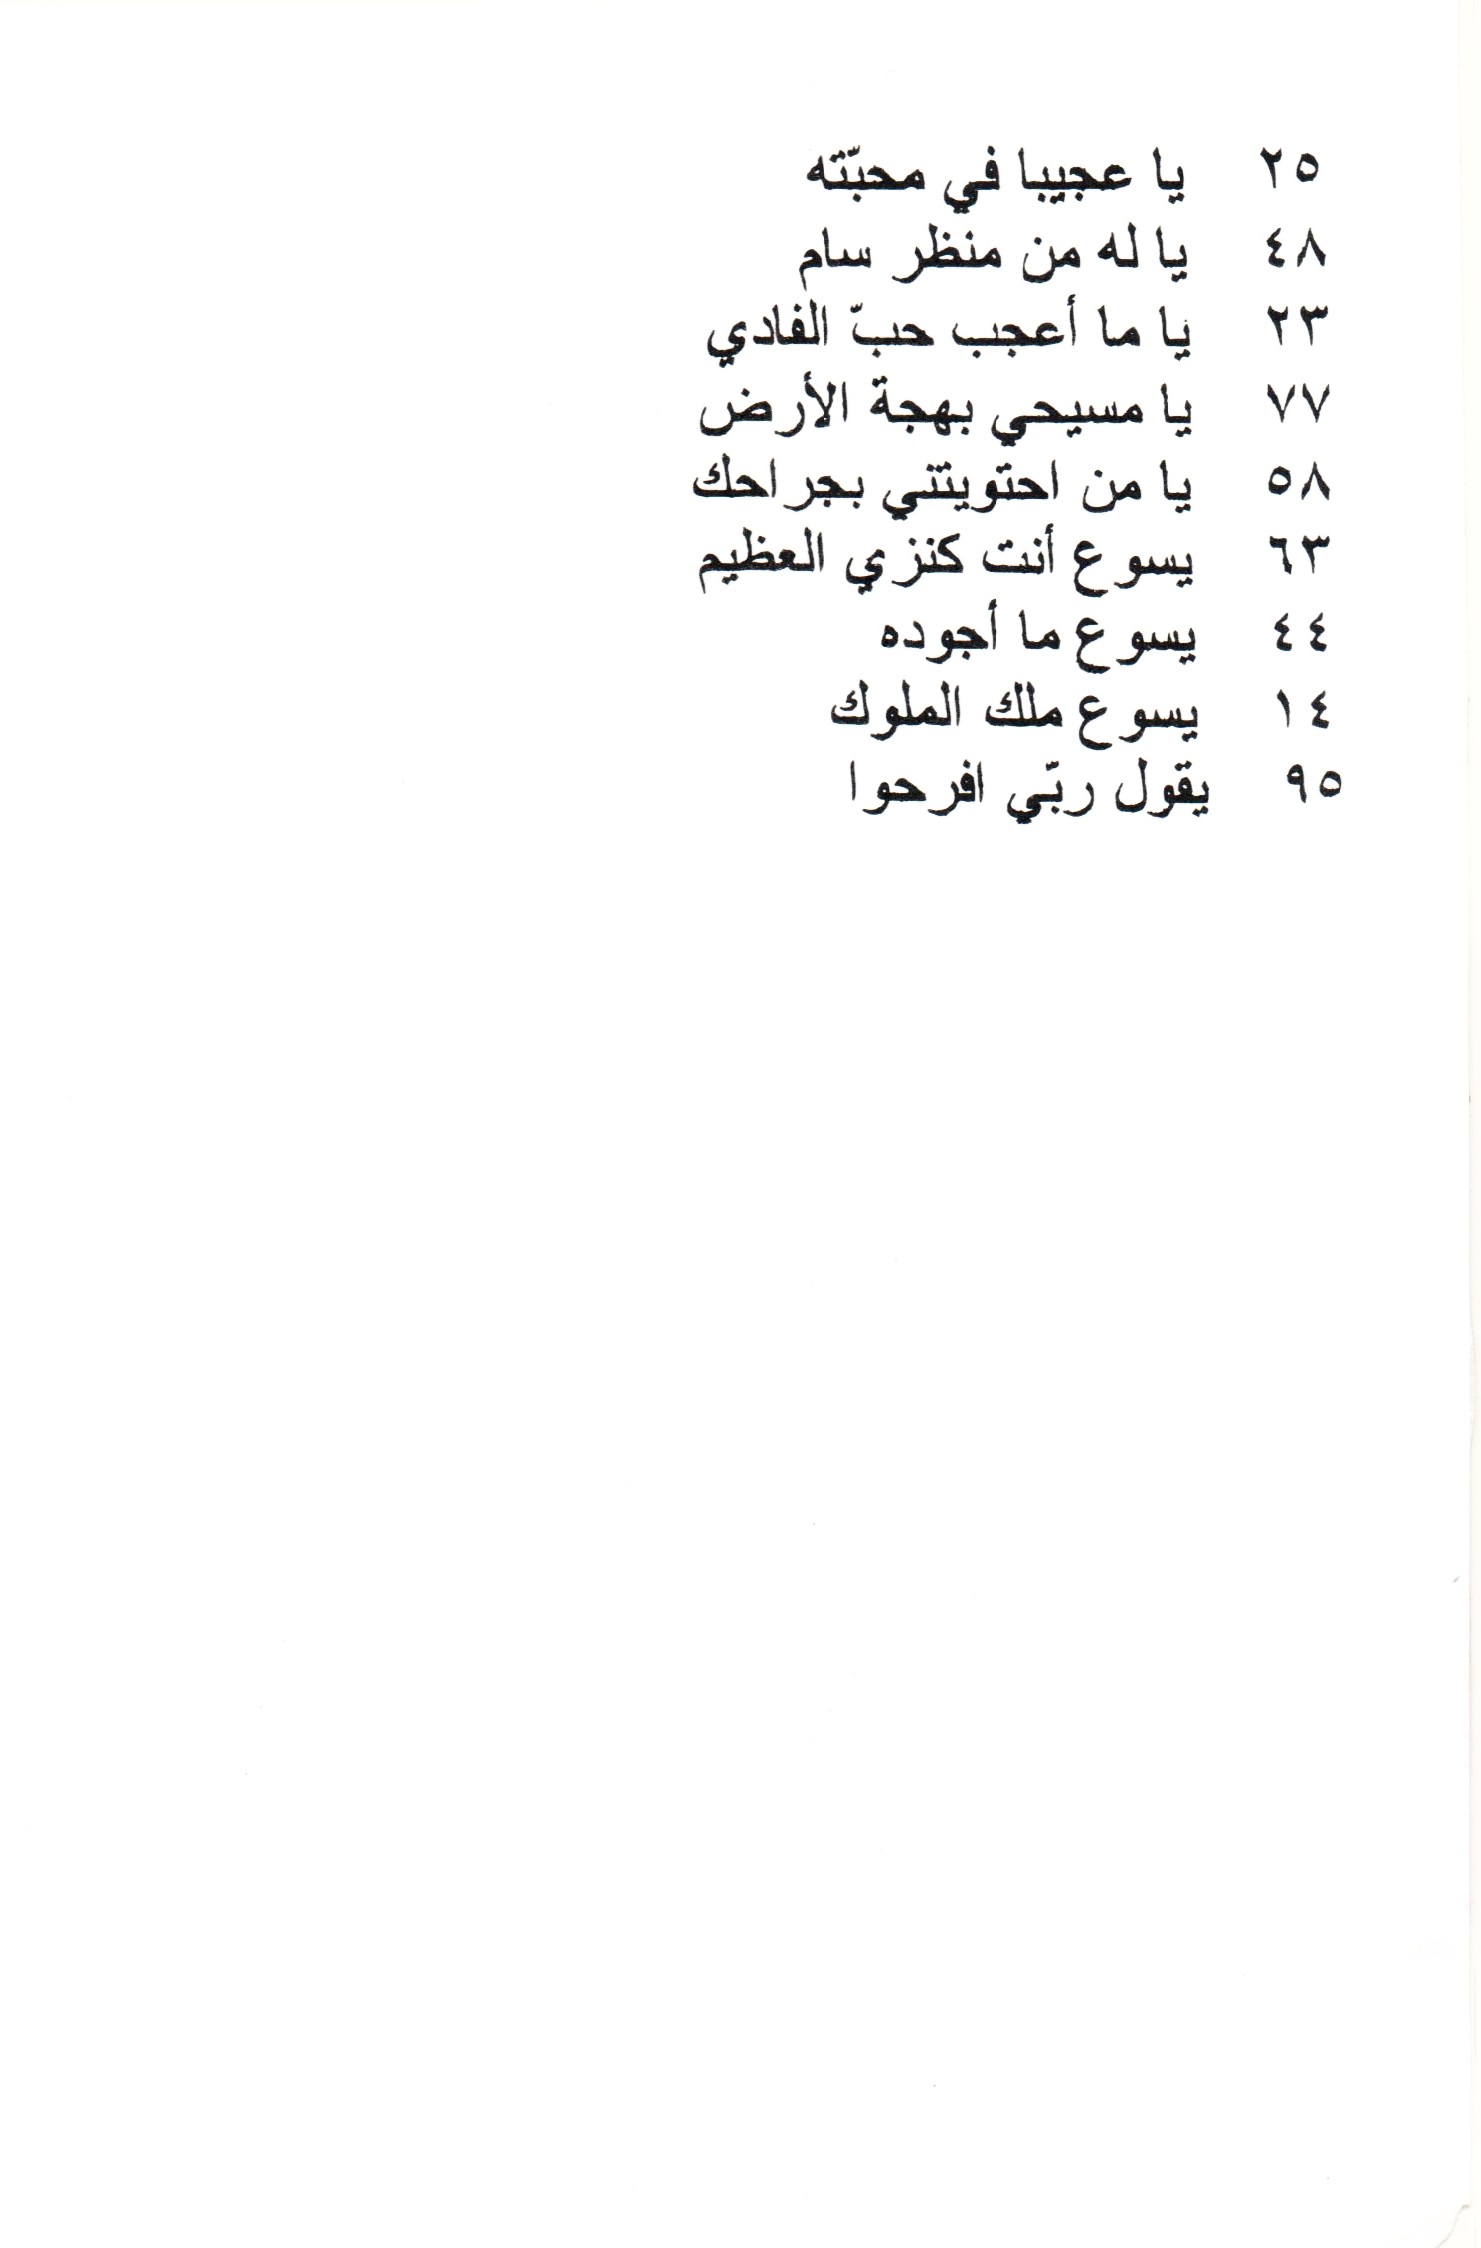 ٢٥ يا عجيبا في محبّته
٤٨ يا له من منظر سام
٢٣ يا ما أعجب حبّ الفادي
٧٧ يا مسيحي بهجة الأرض
٥٨ يا من احتويتني بجراحك
٦٣ يسوع أنت كنزي العظيم
٤٤ يسوع ما أجوده
١٤ يسوع ملك الملوك
٩٥ يقول ربّي افرحوا